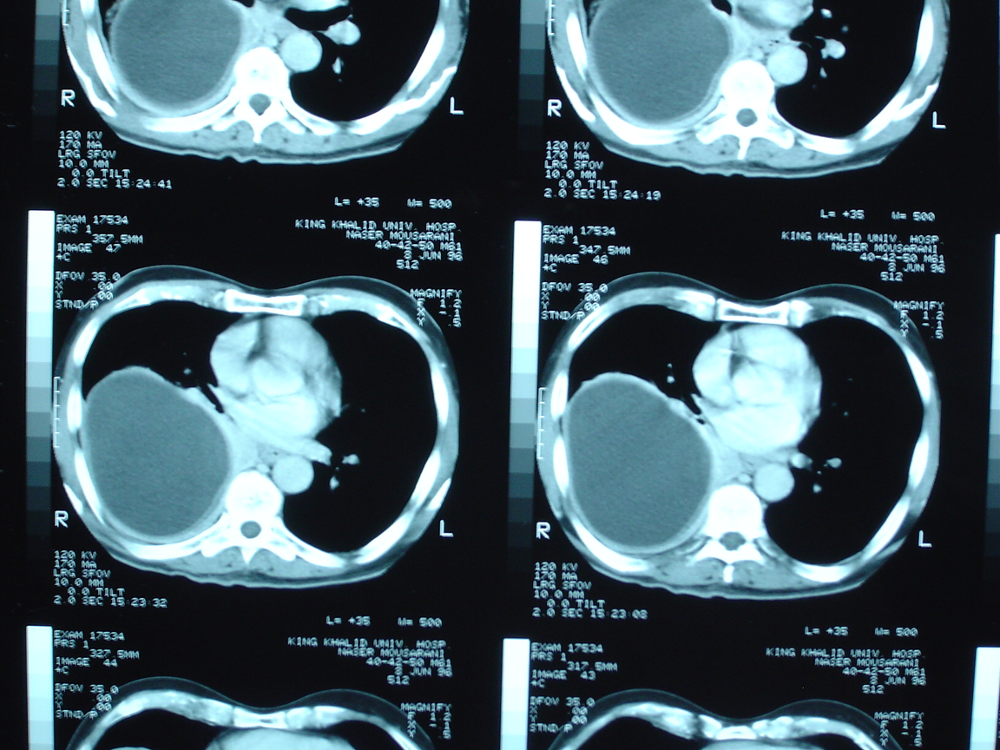 R
L
120 KV
170 MA
LRG SFOV
10.0 MM
0.0 TILT
2.0 SEC 15:24:41
R
L
120 KV
170 MA
LRG SFOV
10.0 MM
0.0 TILT
2.0 SEC 15:24:19
L= +35 W= 500
EXAM 17534
PRS 1
357.5MM
IMAGE 47
+C
KING KHALID UNIV. HOSP.
NASER MOUSARANI
40-42-50 M61
8 JUN 96
512
DFOV 35.0
X .00
Y .00
STND/P
MAGNIFY
F 1.2
X -.1
Y .5
R
L
120 KV
170 MA
LRG SFOV
10.0 MM
0.0 TILT
2.0 SEC 15:23:32
L= +35 W= 500
EXAM 17534
PRS 1
347.5MM
IMAGE 46
+C
KING KHALID UNIV. HOSP.
NASER MOUSARANI
40-42-50 M61
8 JUN 96
512
DFOV 35.0
X .00
Y .00
STND/P
MAGNIFY
F 1.2
X -.1
Y .5
R
L
120 KV
170 MA
LRG SFOV
10.0 MM
0.0 TILT
2.0 SEC 15:23:08
L= +35 W= 500
EXAM 17534
PRS 1
327.5MM
IMAGE 44
+C
KING KHALID UNIV. HOSP.
NASER MOUSARANI
40-42-50 M61
8 JUN 96
512
DFOV 35.0
X .00
Y .00
STND/P
MAGNIFY
F 1.2
X -.1
Y .5
L= +35 W= 500
EXAM 17534
PRS 1
317.5MM
IMAGE 43
+C
KING KHALID UNIV. HOSP.
NASER MOUSARANI
40-42-50 M61
8 JUN 96
512
DFOV 35.0
X .00
Y .00
STND/P
MAGNIFY
F 1.2
X -.1
Y .5